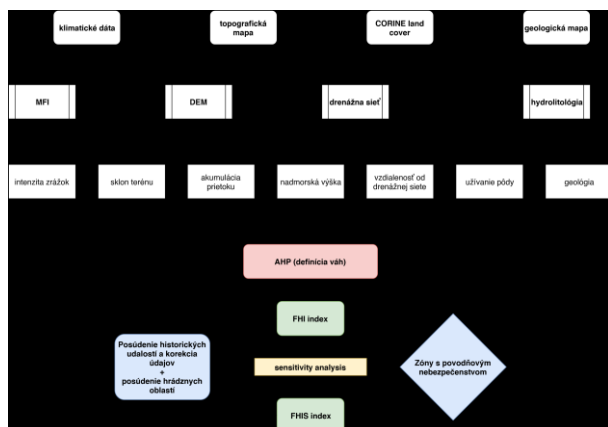 klimatické dáta
topografická
mapa
CORINE land
cover
geologická mapa
MFI
DEM
drenážna sieť
hydrolitológia
intenzita zrážok
sklon terénu
akumulácia
prietoku
nadmorská výška
vzdialenosť od
drenážnej siete
užívanie pôdy
geológia
AHP (definícia váh)
FHI index
Posúdenie historických
udalostí a korekcia
údajov
+
posúdenie hrádznych
oblastí
sensitivity analysis
Zóny s povodňovým
nebezpečenstvom
FHIS index